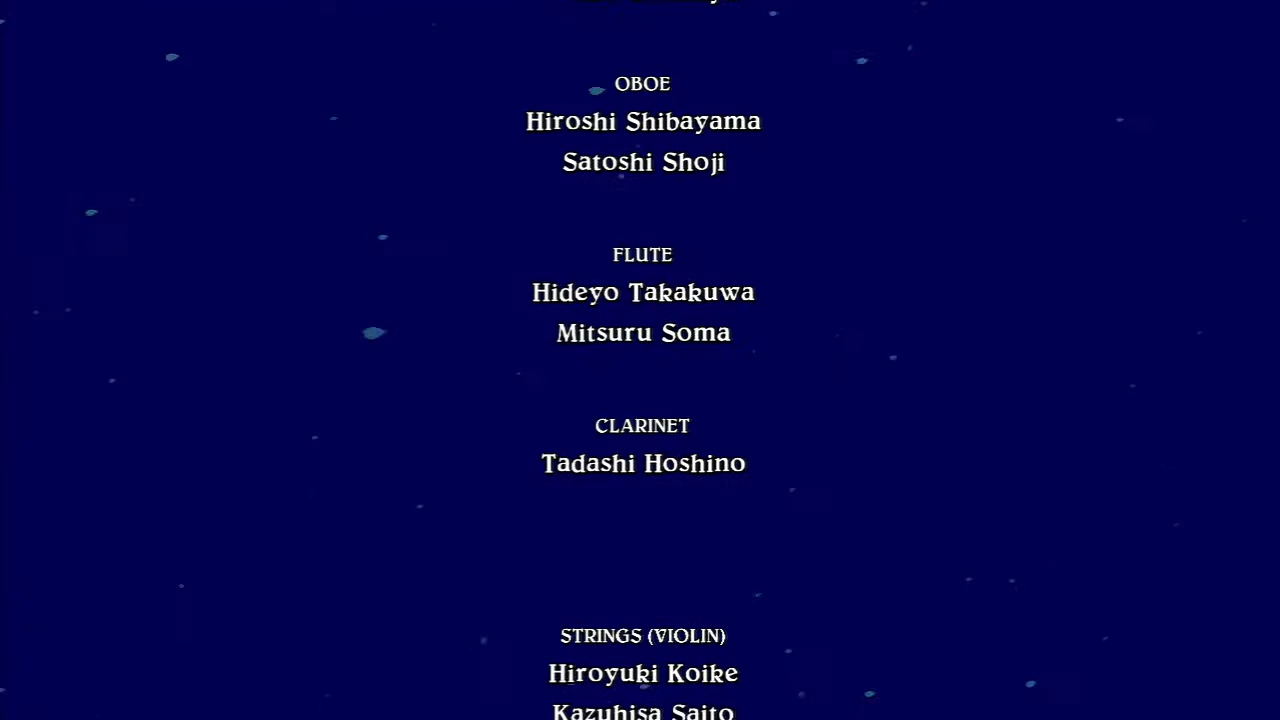 OBOE
Hiroshi Shibayama
Satoshi Shoji
FLUTE
Hideyo Takakuwa
Mitsuru Soma
CLARINET
Tadashi Hoshino
STRINGS (VIOLIN)
Hiroyuki Koike
Kazuhisa Saito